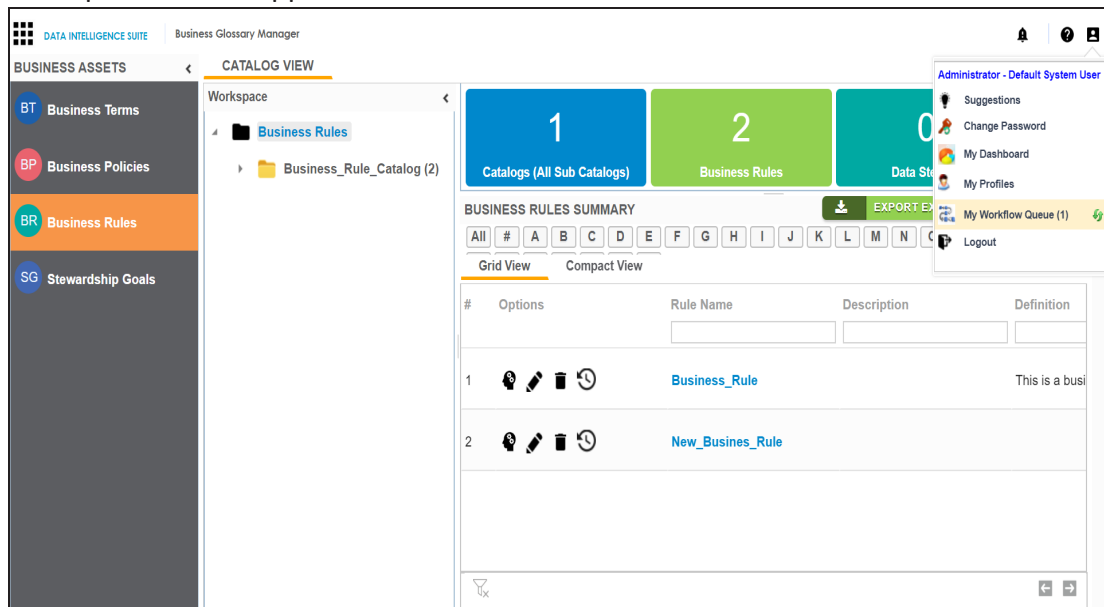 DATA INTELLIGENCE SUITE Business Glossary Manager
BUSINESS ASSETS
CATALOG VIEW
BT Business Terms
BP Business Policies
BR Business Rules
SG Stewardship Goals
Workspace
Business Rules
Business_Rule_Catalog (2)
1
Catalogs (All Sub Catalogs)
2
Business Rules
0
Data Ste
Administrator - Default System User
Suggestions
Change Password
My Dashboard
My Profiles
My Workflow Queue (1)
Logout
BUSINESS RULES SUMMARY
EXPORT EX
All # A B C D E F G H I J K L M N
Grid View Compact View
# Options Rule Name Description Definition
1 Business_Rule This is a busi
2 New_Busines_Rule